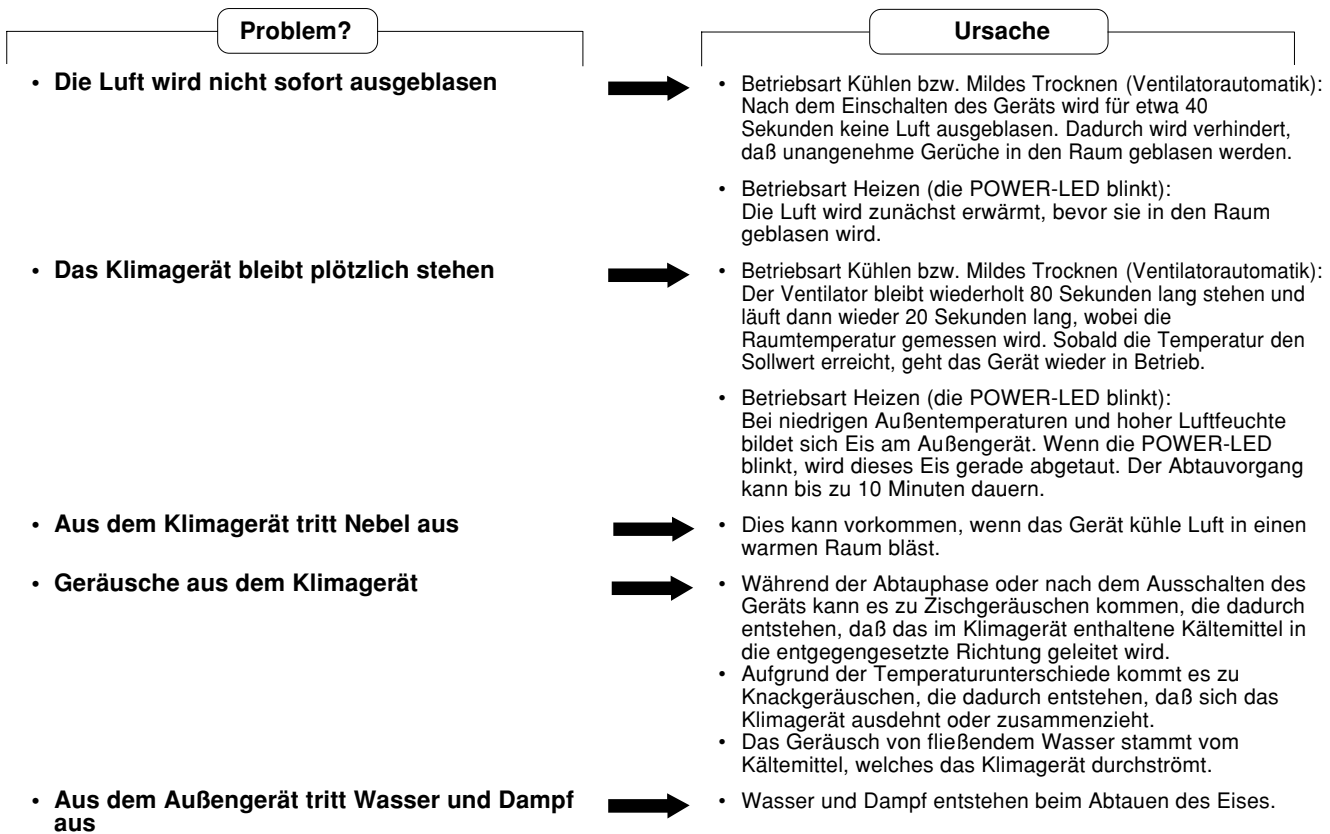 Problem?
Ursache
• Die Luft wird nicht sofort ausgeblasen
• Betriebsart Kühlen bzw. Mildes Trocknen (Ventilatorautomatik):
Nach dem Einschalten des Geräts wird für etwa 40
Sekunden keine Luft ausgeblasen. Dadurch wird verhindert,
daß unangenehme Gerüche in den Raum geblasen werden.
• Betriebsart Heizen (die POWER-LED blinkt):
Die Luft wird zunächst erwärmt, bevor sie in den Raum
geblasen wird.
• Das Klimagerät bleibt plötzlich stehen
• Betriebsart Kühlen bzw. Mildes Trocknen (Ventilatorautomatik):
Der Ventilator bleibt wiederholt 80 Sekunden lang stehen und
läuft dann wieder 20 Sekunden lang, wobei die
Raumtemperatur gemessen wird. Sobald die Temperatur den
Sollwert erreicht, geht das Gerät wieder in Betrieb.
• Betriebsart Heizen (die POWER-LED blinkt):
Bei niedrigen Außentemperaturen und hoher Luftfeuchte
bildet sich Eis am Außengerät. Wenn die POWER-LED
blinkt, wird dieses Eis gerade abgetaut. Der Abtauvorgang
kann bis zu 10 Minuten dauern.
• Aus dem Klimagerät tritt Nebel aus
• Dies kann vorkommen, wenn das Gerät kühle Luft in einen
warmen Raum bläst.
• Geräusche aus dem Klimagerät
• Während der Abtauphase oder nach dem Ausschalten des
Geräts kann es zu Zischgeräuschen kommen, die dadurch
entstehen, daß das im Klimagerät enthaltene Kältemittel in
die entgegengesetzte Richtung geleitet wird.
• Aufgrund der Temperaturunterschiede kommt es zu
Knackgeräuschen, die dadurch entstehen, daß sich das
Klimagerät ausdehnt oder zusammenzieht.
• Das Geräusch von fließendem Wasser stammt vom
Kältemittel, welches das Klimagerät durchströmt.
• Aus dem Außengerät tritt Wasser und Dampf
aus
• Wasser und Dampf entstehen beim Abtauen des Eises.